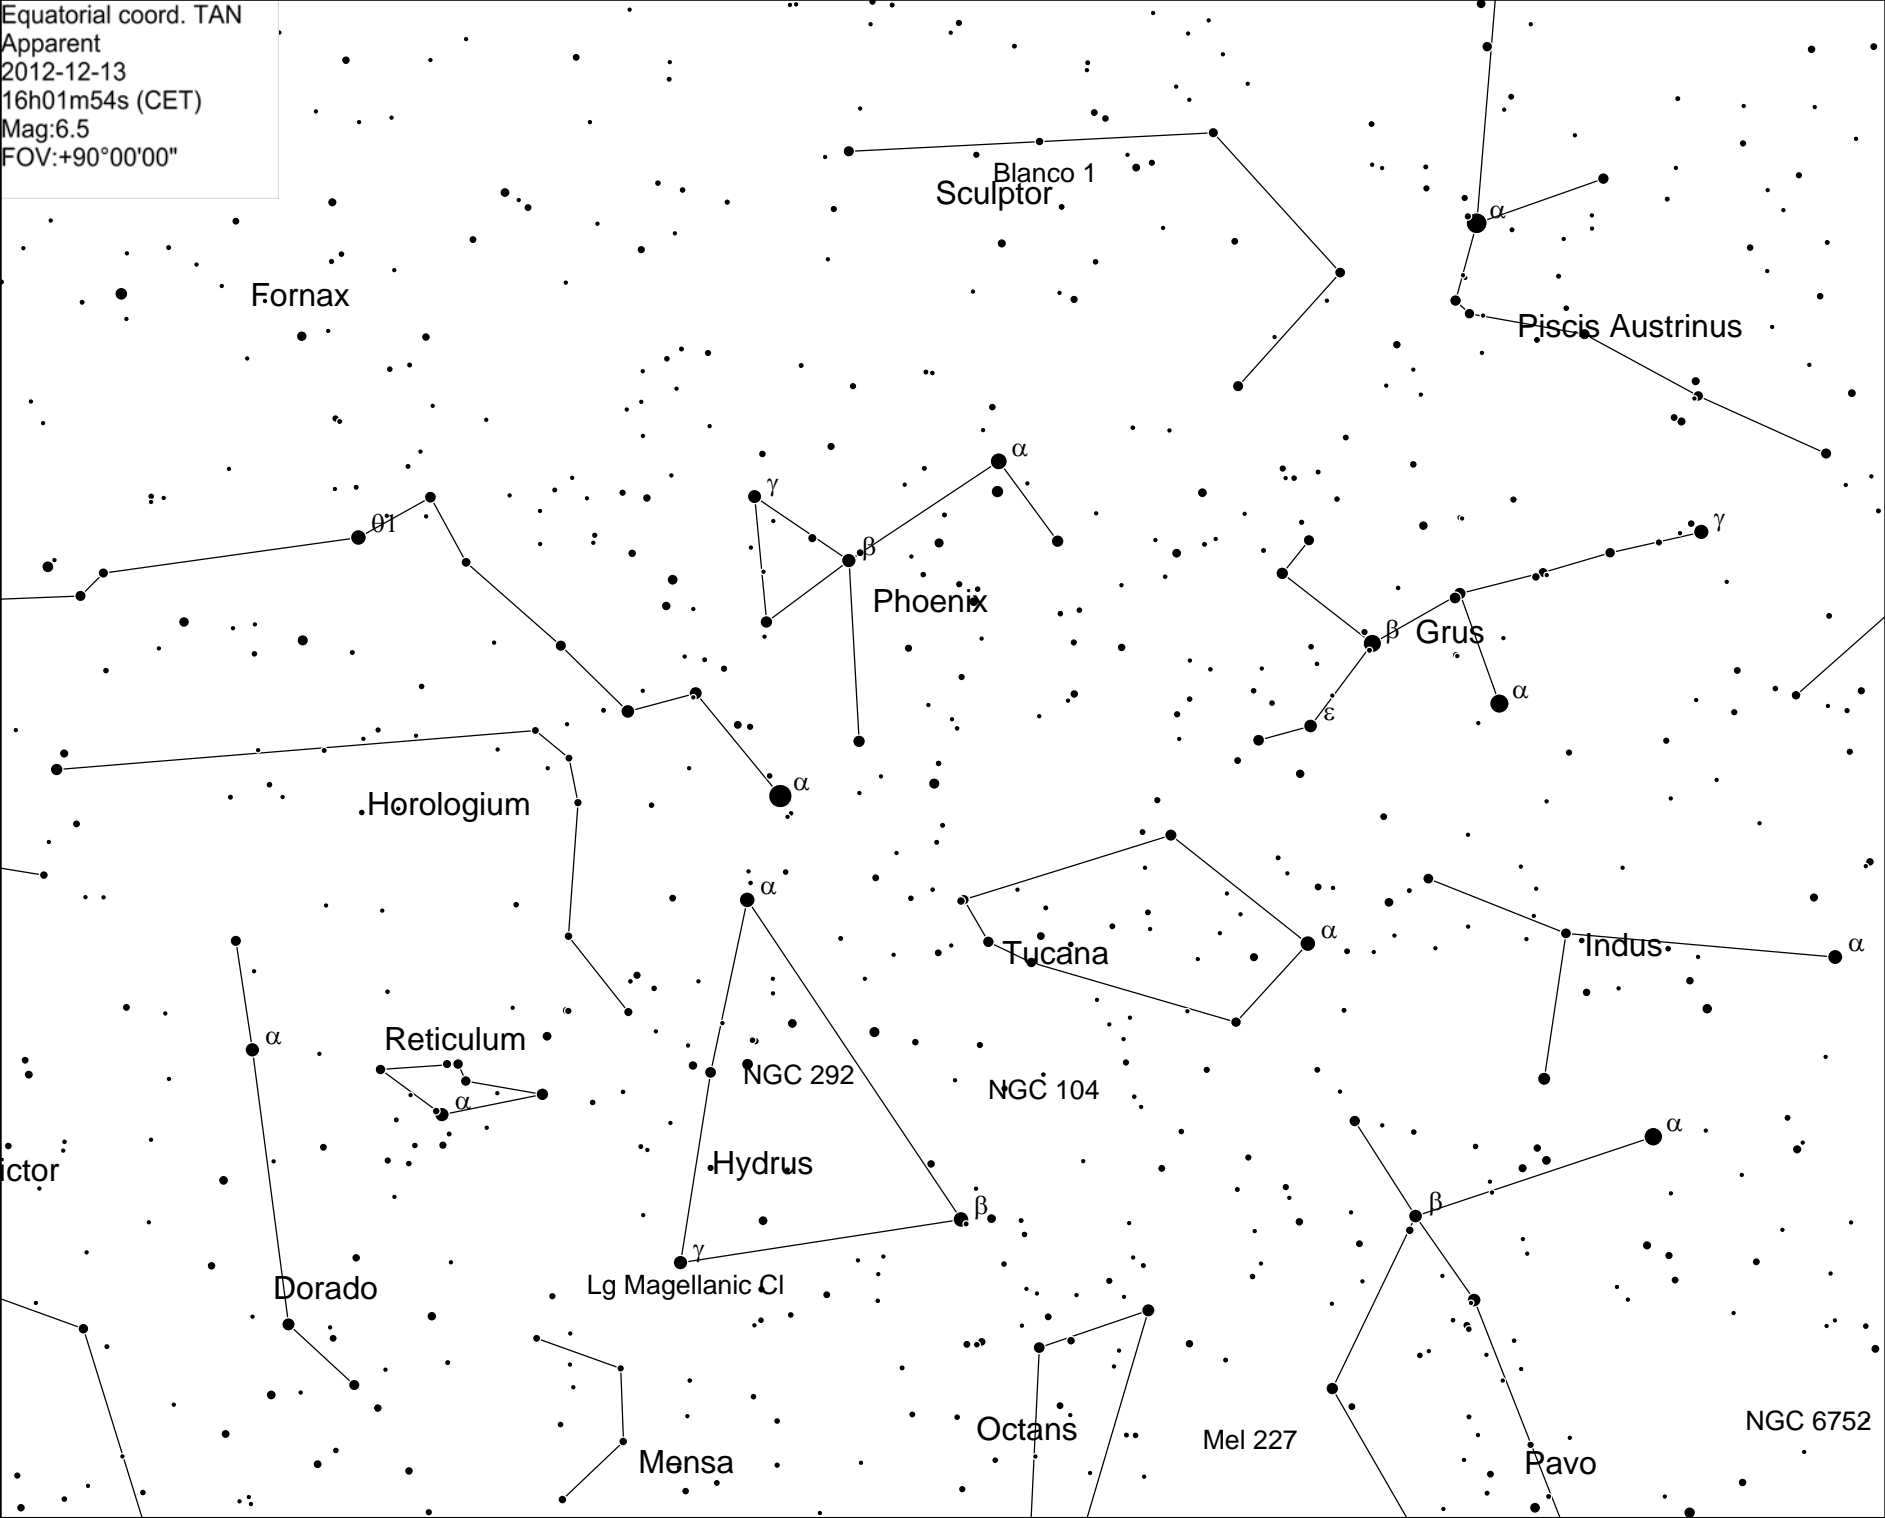 Equatorial coord. TAN
Apparent
2012-12-13
16h01m54s (CET)
Mag:6.5
FOV:+90°00'00"
Blanco 1
Sculptor
α
Fornax
Piscis Austrinus
α
γ
θ1
γ
β
Phoenix
β
Grus
α
ε
α
Horologium
α
α
Tucana
Indus
α
α
Reticulum
NGC 292
NGC 104
α
α
Hydrus
ictor
β
β
γ
Lg Magellanic Cl
Dorado
Octans
Mel 227
NGC 6752
Mensa
Pavo